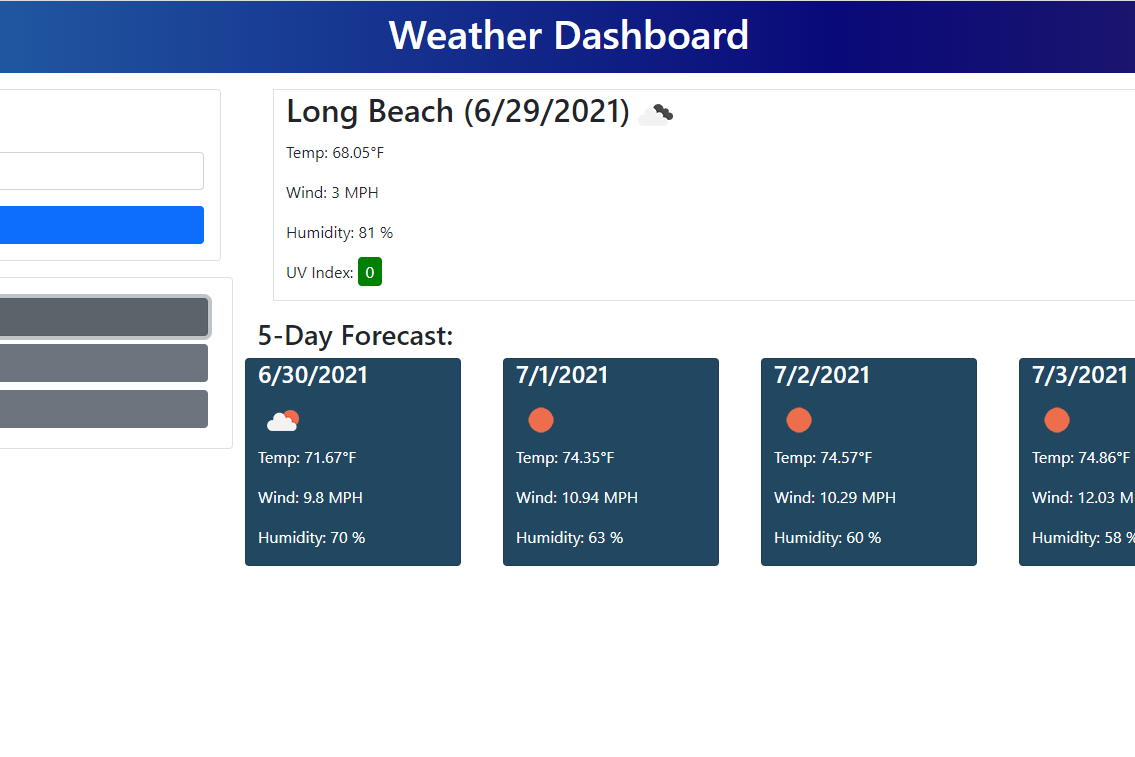 Weather Dashboard
Long Beach (6/29/2021)
Temp: 68.05°F
Wind: 3 MPH
Humidity: 81 %
UV Index: 0
5-Day Forecast:
6/30/2021
Temp: 71.67°F
Wind: 9.8 MPH
Humidity: 70 %
7/1/2021
Temp: 74.35°F
Wind: 10.94 MPH
Humidity: 63 %
7/2/2021
Temp: 74.57°F
Wind: 10.29 MPH
Humidity: 60 %
7/3/2021
Temp: 74.86°F
Wind: 12.03 M
Humidity: 58 %